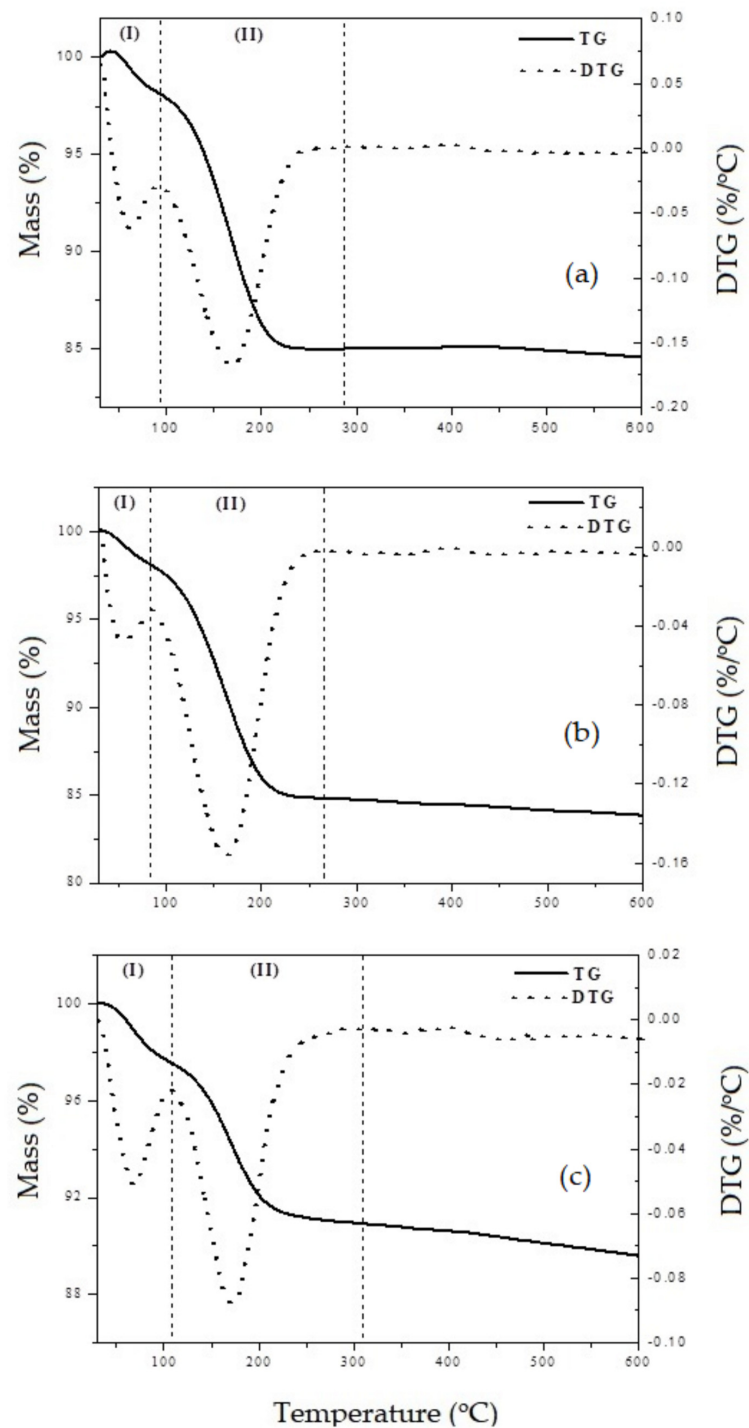 (I) (II)
TG
DTG
100
95
90
85
0.10
0.05
0.00
-0.05
-0.10
-0.15
-0.20
100 200 300 400 500 600
Mass (%)
DTG (%/ºC)
(a)
(I) (II)
TG
DTG
100
95
90
85
80
0.00
-0.04
-0.08
-0.12
-0.16
100 200 300 400 500 600
Mass (%)
DTG (%/ºC)
(b)
(I) (II)
TG
DTG
100
96
92
88
0.02
0.00
-0.02
-0.04
-0.06
-0.08
-0.10
100 200 300 400 500 600
Mass (%)
DTG (%/ºC)
(c)
Temperature (ºC)